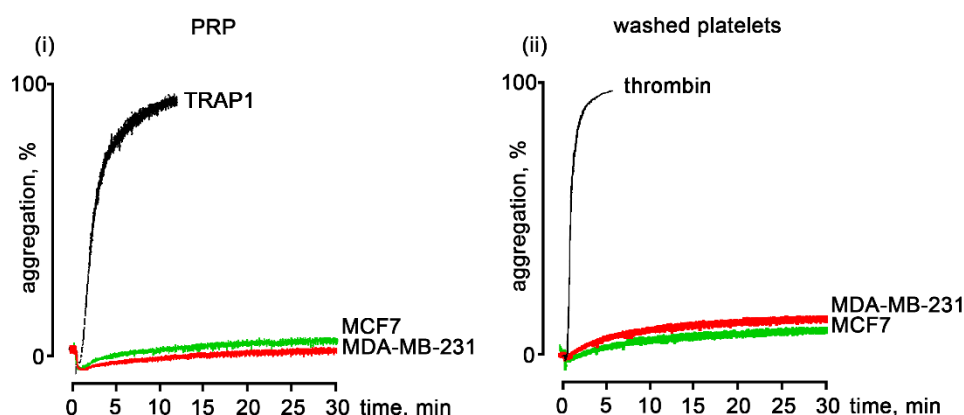 PRP
(i)
100
TRAP1
aggregation, %
MCF7
MDA-MB-231
0
0 5 10 15 20 25 30 time, min
washed platelets
(ii)
100
thrombin
aggregation, %
MDA-MB-231
MCF7
0
0 5 10 15 20 25 30 time, min